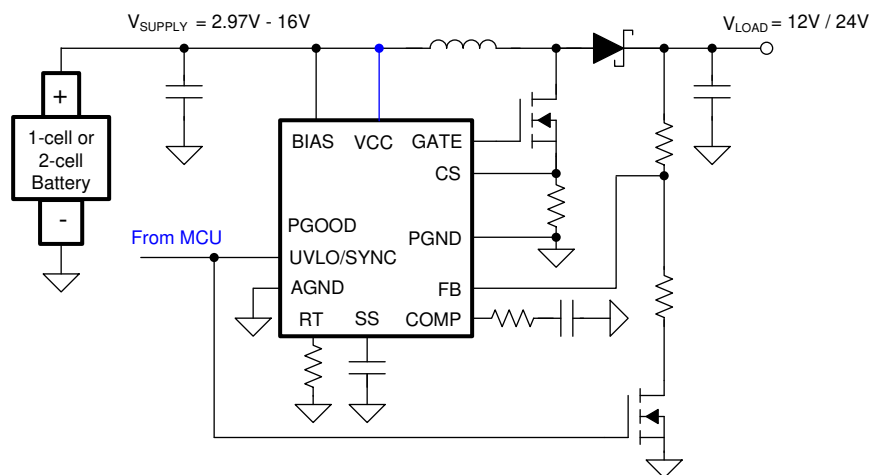 VSUPPLY = 2.97V - 16V
VLOAD = 12V / 24V
+
1-cell or
2-cell
Battery
-
BIAS
VCC
GATE
CS
PGOOD
From MCU
UVLO/SYNC
PGND
AGND
FB
RT
SS
COMP